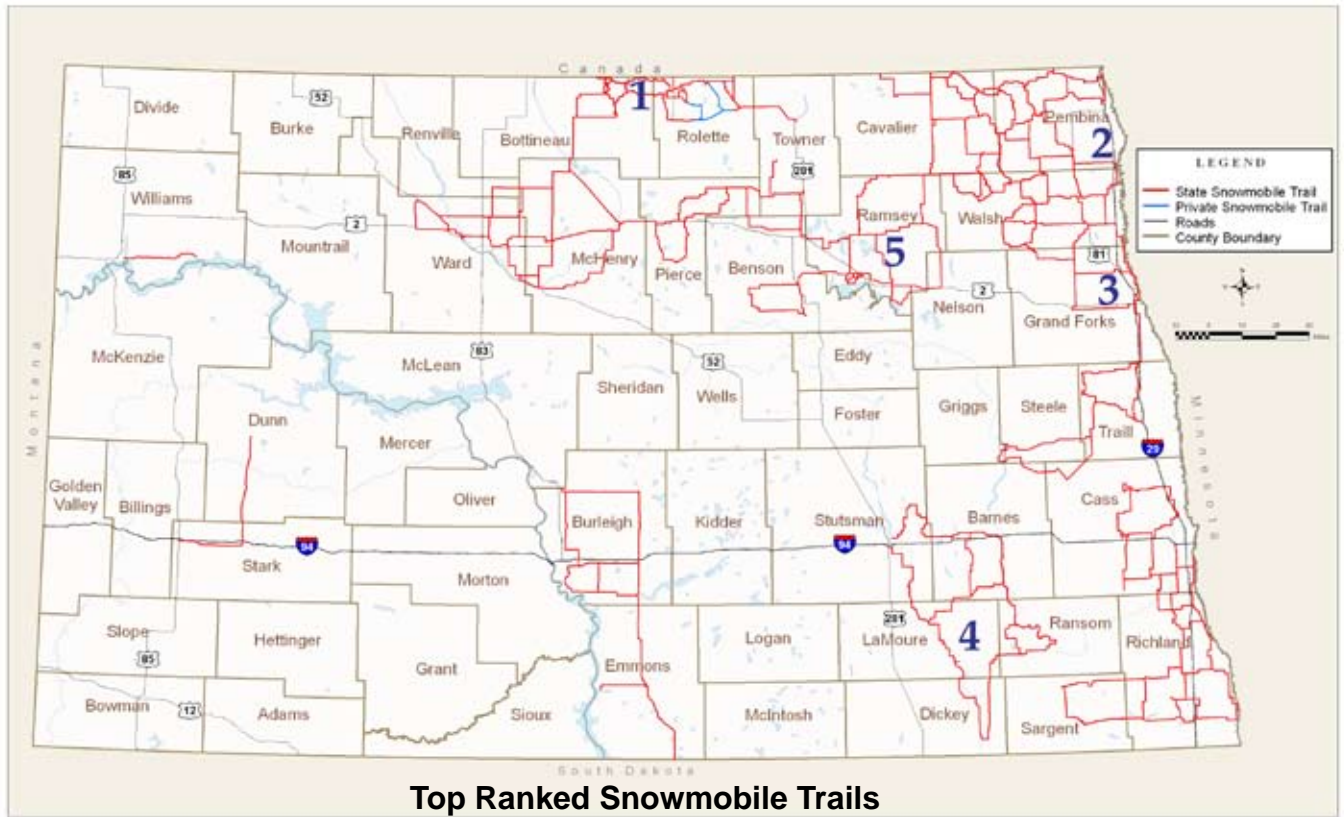 Canada
Divide
52
Burke
Renville
Bottineau
1
Rolette
Towner
281
Cavalier
Pembina
2
LEGEND
State Snowmobile Trail
Private Snowmobile Trail
Roads
County Boundary
85
Williams
2
Mountrail
Ward
McHenry
Pierce
Benson
Ramsey
5
Walsh
81
3
Nelson
2
Grand Forks
Montana
McKenzie
McLean
83
Sheridan
52
Wells
Eddy
Foster
Griggs
Steele
Traill
29
Minnesota
Dunn
Mercer
Golden
Valley
Billings
Oliver
Burleigh
Kidder
Stutsman
Barnes
Cass
94
94
Stark
Morton
Slope
85
Hettinger
Grant
Emmons
Logan
281
LaMoure
4
Ransom
Richland
Bowman
12
Adams
Sioux
McIntosh
Dickey
Sargent
South Dakota
Top Ranked Snowmobile Trails